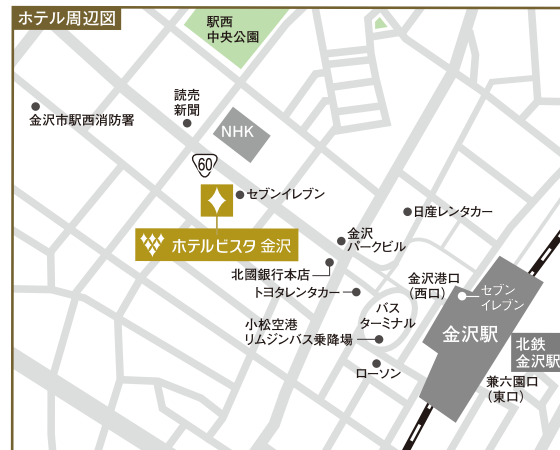 ホテル周辺図
駅西
中央公園
読売
新聞
金沢市駅西消防署
NHK
60
セブンイレブン
ホテルビスタ 金沢
日産レンタカー
金沢
パークビル
北國銀行本店
トヨタレンタカー
金沢港口
(西口)
セブン
イレブン
バス
ターミナル
小松空港
リムジンバス乗降場
金沢駅
北鉄
金沢駅
ローソン
兼六園口
(東口)